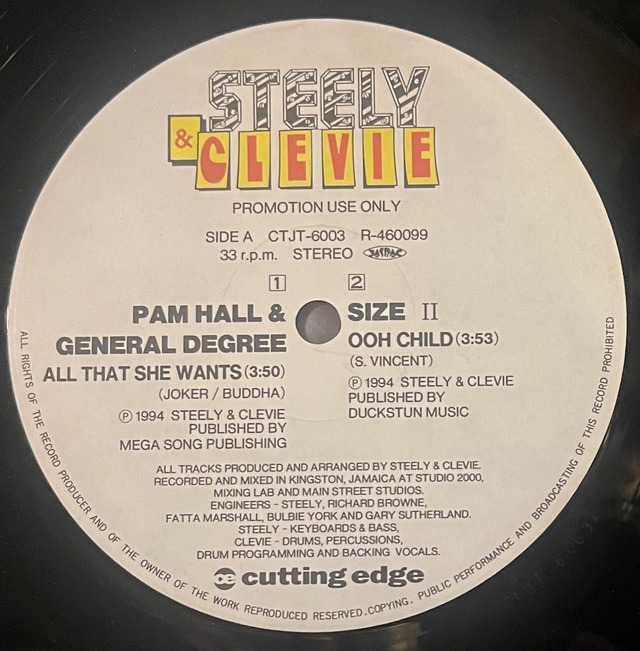 STEELY
& CLEVIE
PROMOTION USE ONLY
SIDE A CTJT-6003 R-460099
33 r.p.m. STEREO JASRAC
1
PAM HALL &
GENERAL DEGREE
ALL THAT SHE WANTS (3:50)
(JOKER / BUDDHA)
℗ 1994 STEELY & CLEVIE
PUBLISHED BY
MEGA SONG PUBLISHING
2
SIZE II
OOH CHILD (3:53)
(S. VINCENT)
℗ 1994 STEELY & CLEVIE
PUBLISHED BY
DUCKSTUN MUSIC
ALL TRACKS PRODUCED AND ARRANGED BY STEELY & CLEVIE.
RECORDED AND MIXED IN KINGSTON, JAMAICA AT STUDIO 2000,
MIXING LAB AND MAIN STREET STUDIOS.
ENGINEERS - STEELY, RICHARD BROWNE,
FATTA MARSHALL, BULBIE YORK AND GARY SUTHERLAND.
STEELY - KEYBOARDS & BASS,
CLEVIE - DRUMS, PERCUSSIONS,
DRUM PROGRAMMING AND BACKING VOCALS.
ce cutting edge
ALL RIGHTS OF THE RECORD PRODUCER AND OF THE OWNER OF THE WORK REPRODUCED RESERVED. COPYING, PUBLIC PERFORMANCE AND BROADCASTING OF THIS RECORD PROHIBITED